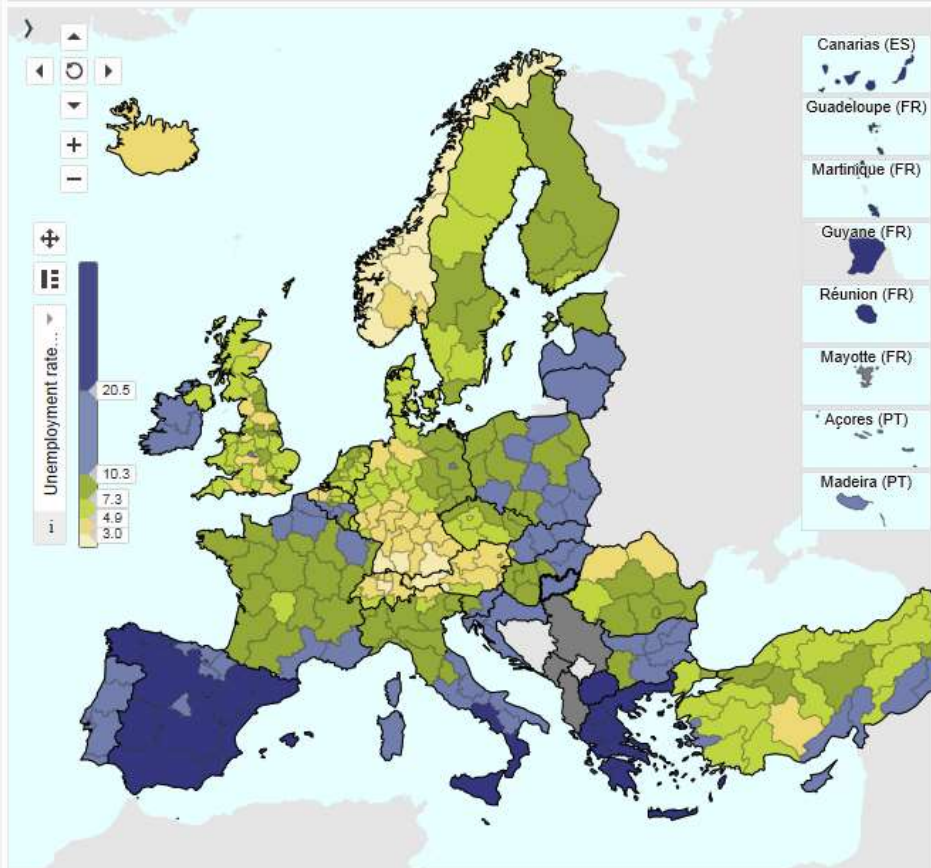 Canarias (ES)
Guadeloupe (FR)
Martinique (FR)
Guyane (FR)
Réunion (FR)
Mayotte (FR)
Açores (PT)
Madeira (PT)
Unemployment rate...
i
20.5
10.3
7.3
4.9
3.0